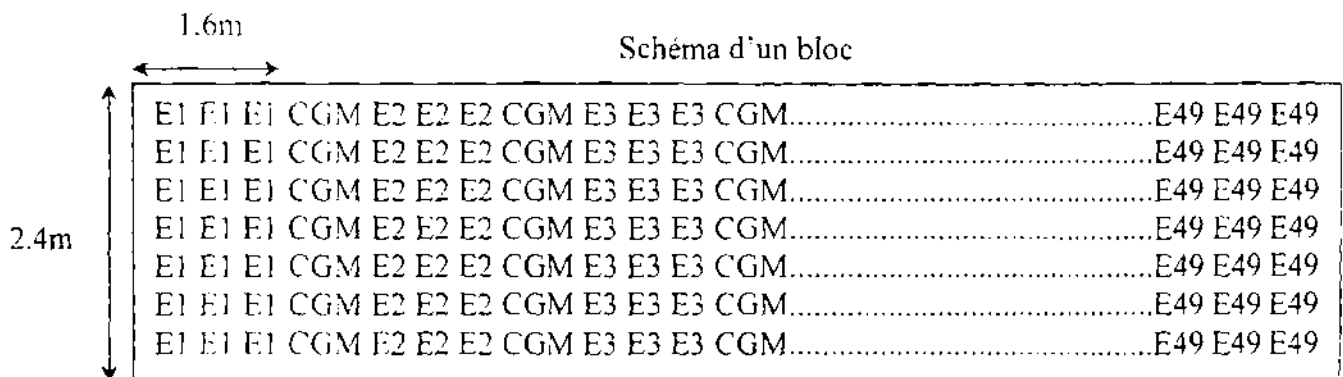 1.6m
Schéma d'un bloc
E1 E1 E1 CGM E2 E2 E2 CGM E3 E3 E3 CGM..........................................E49 E49 E49
E1 E1 E1 CGM E2 E2 E2 CGM E3 E3 E3 CGM..........................................E49 E49 E49
E1 E1 E1 CGM E2 E2 E2 CGM E3 E3 E3 CGM..........................................E49 E49 E49
2.4m
E1 E1 E1 CGM E2 E2 E2 CGM E3 E3 E3 CGM..........................................E49 E49 E49
E1 E1 E1 CGM E2 E2 E2 CGM E3 E3 E3 CGM..........................................E49 E49 E49
E1 E1 E1 CGM E2 E2 E2 CGM E3 E3 E3 CGM..........................................E49 E49 E49
E1 E1 E1 CGM E2 E2 E2 CGM E3 E3 E3 CGM..........................................E49 E49 E49